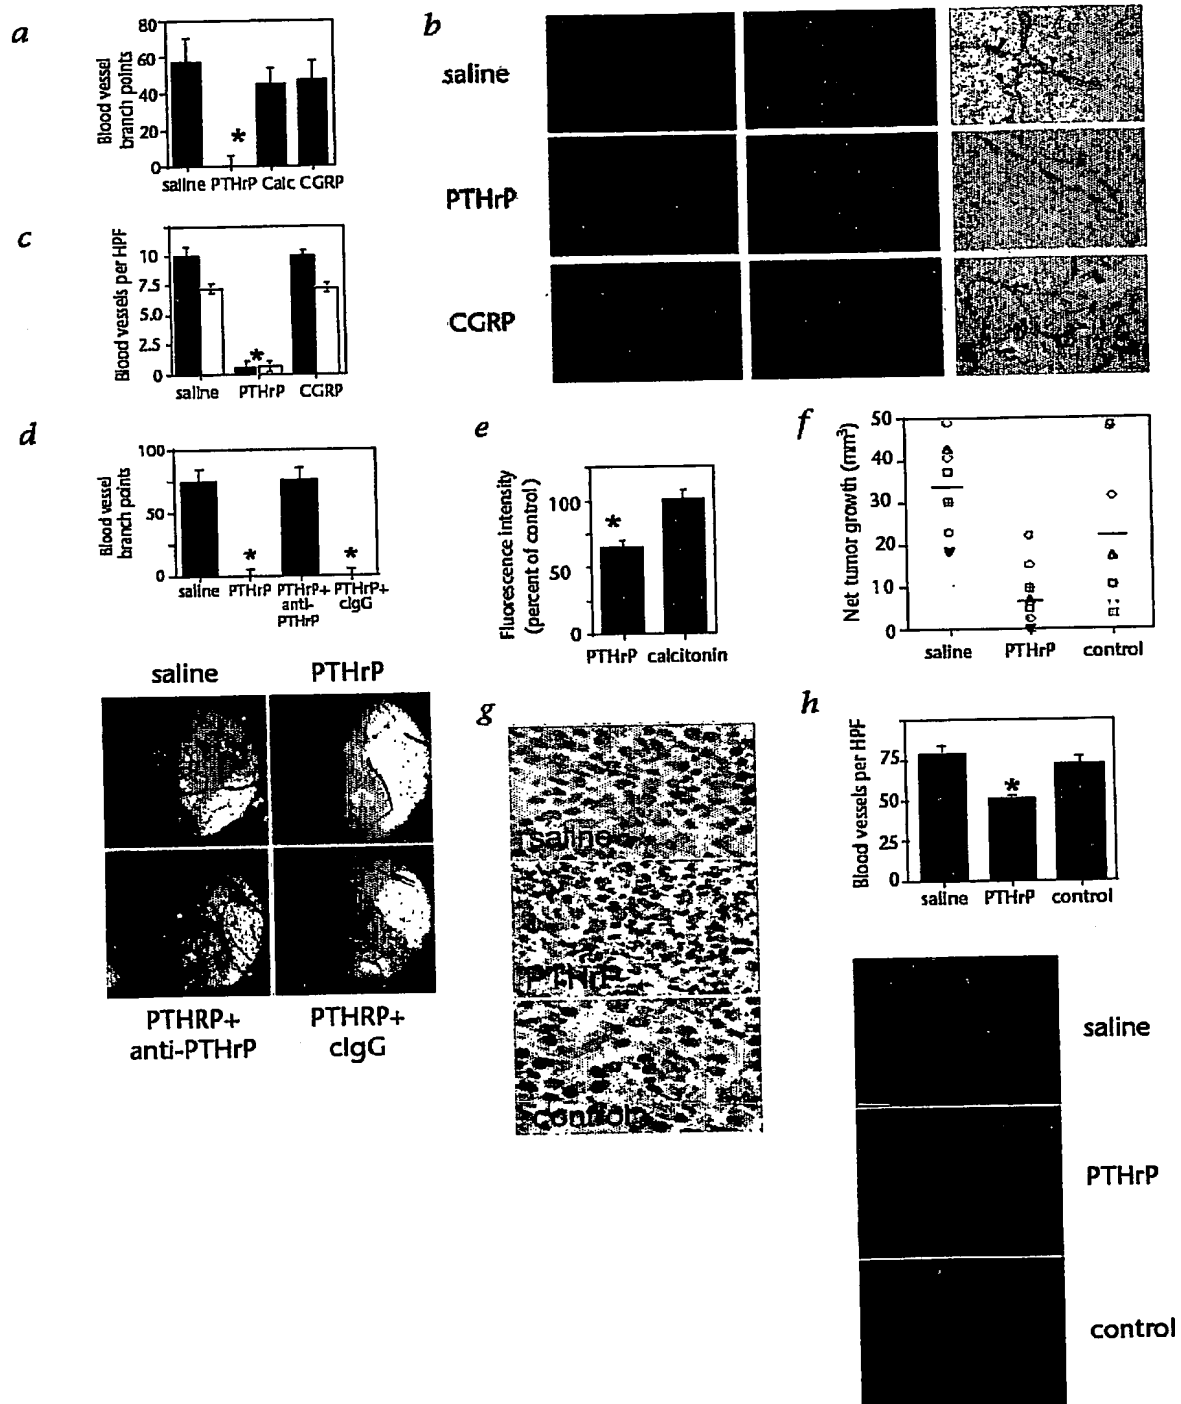 a
Blood vessel
branch points
80
60
40
20
0
*
saline PTHrP Calc CGRP
b
saline
PTHrP
CGRP
c
Blood vessels per HPF
10
7.5
5.0
2.5
0
*
saline PTHrP CGRP
d
Blood vessel
branch points
100
50
0
* *
saline PTHrP PTHrP+ PTHrP+
anti- cIgG
PTHrP
saline PTHrP
PTHRP+ PTHRP+
anti-PTHrP cIgG
e
Fluorescence intensity
(percent of control)
100
50
0
*
PTHrP calcitonin
f
Net tumor growth (mm³)
50
40
30
20
10
0
saline PTHrP control
g
saline
PTHrP
control
h
Blood vessels per HPF
75
50
25
0
*
saline PTHrP control
saline
PTHrP
control